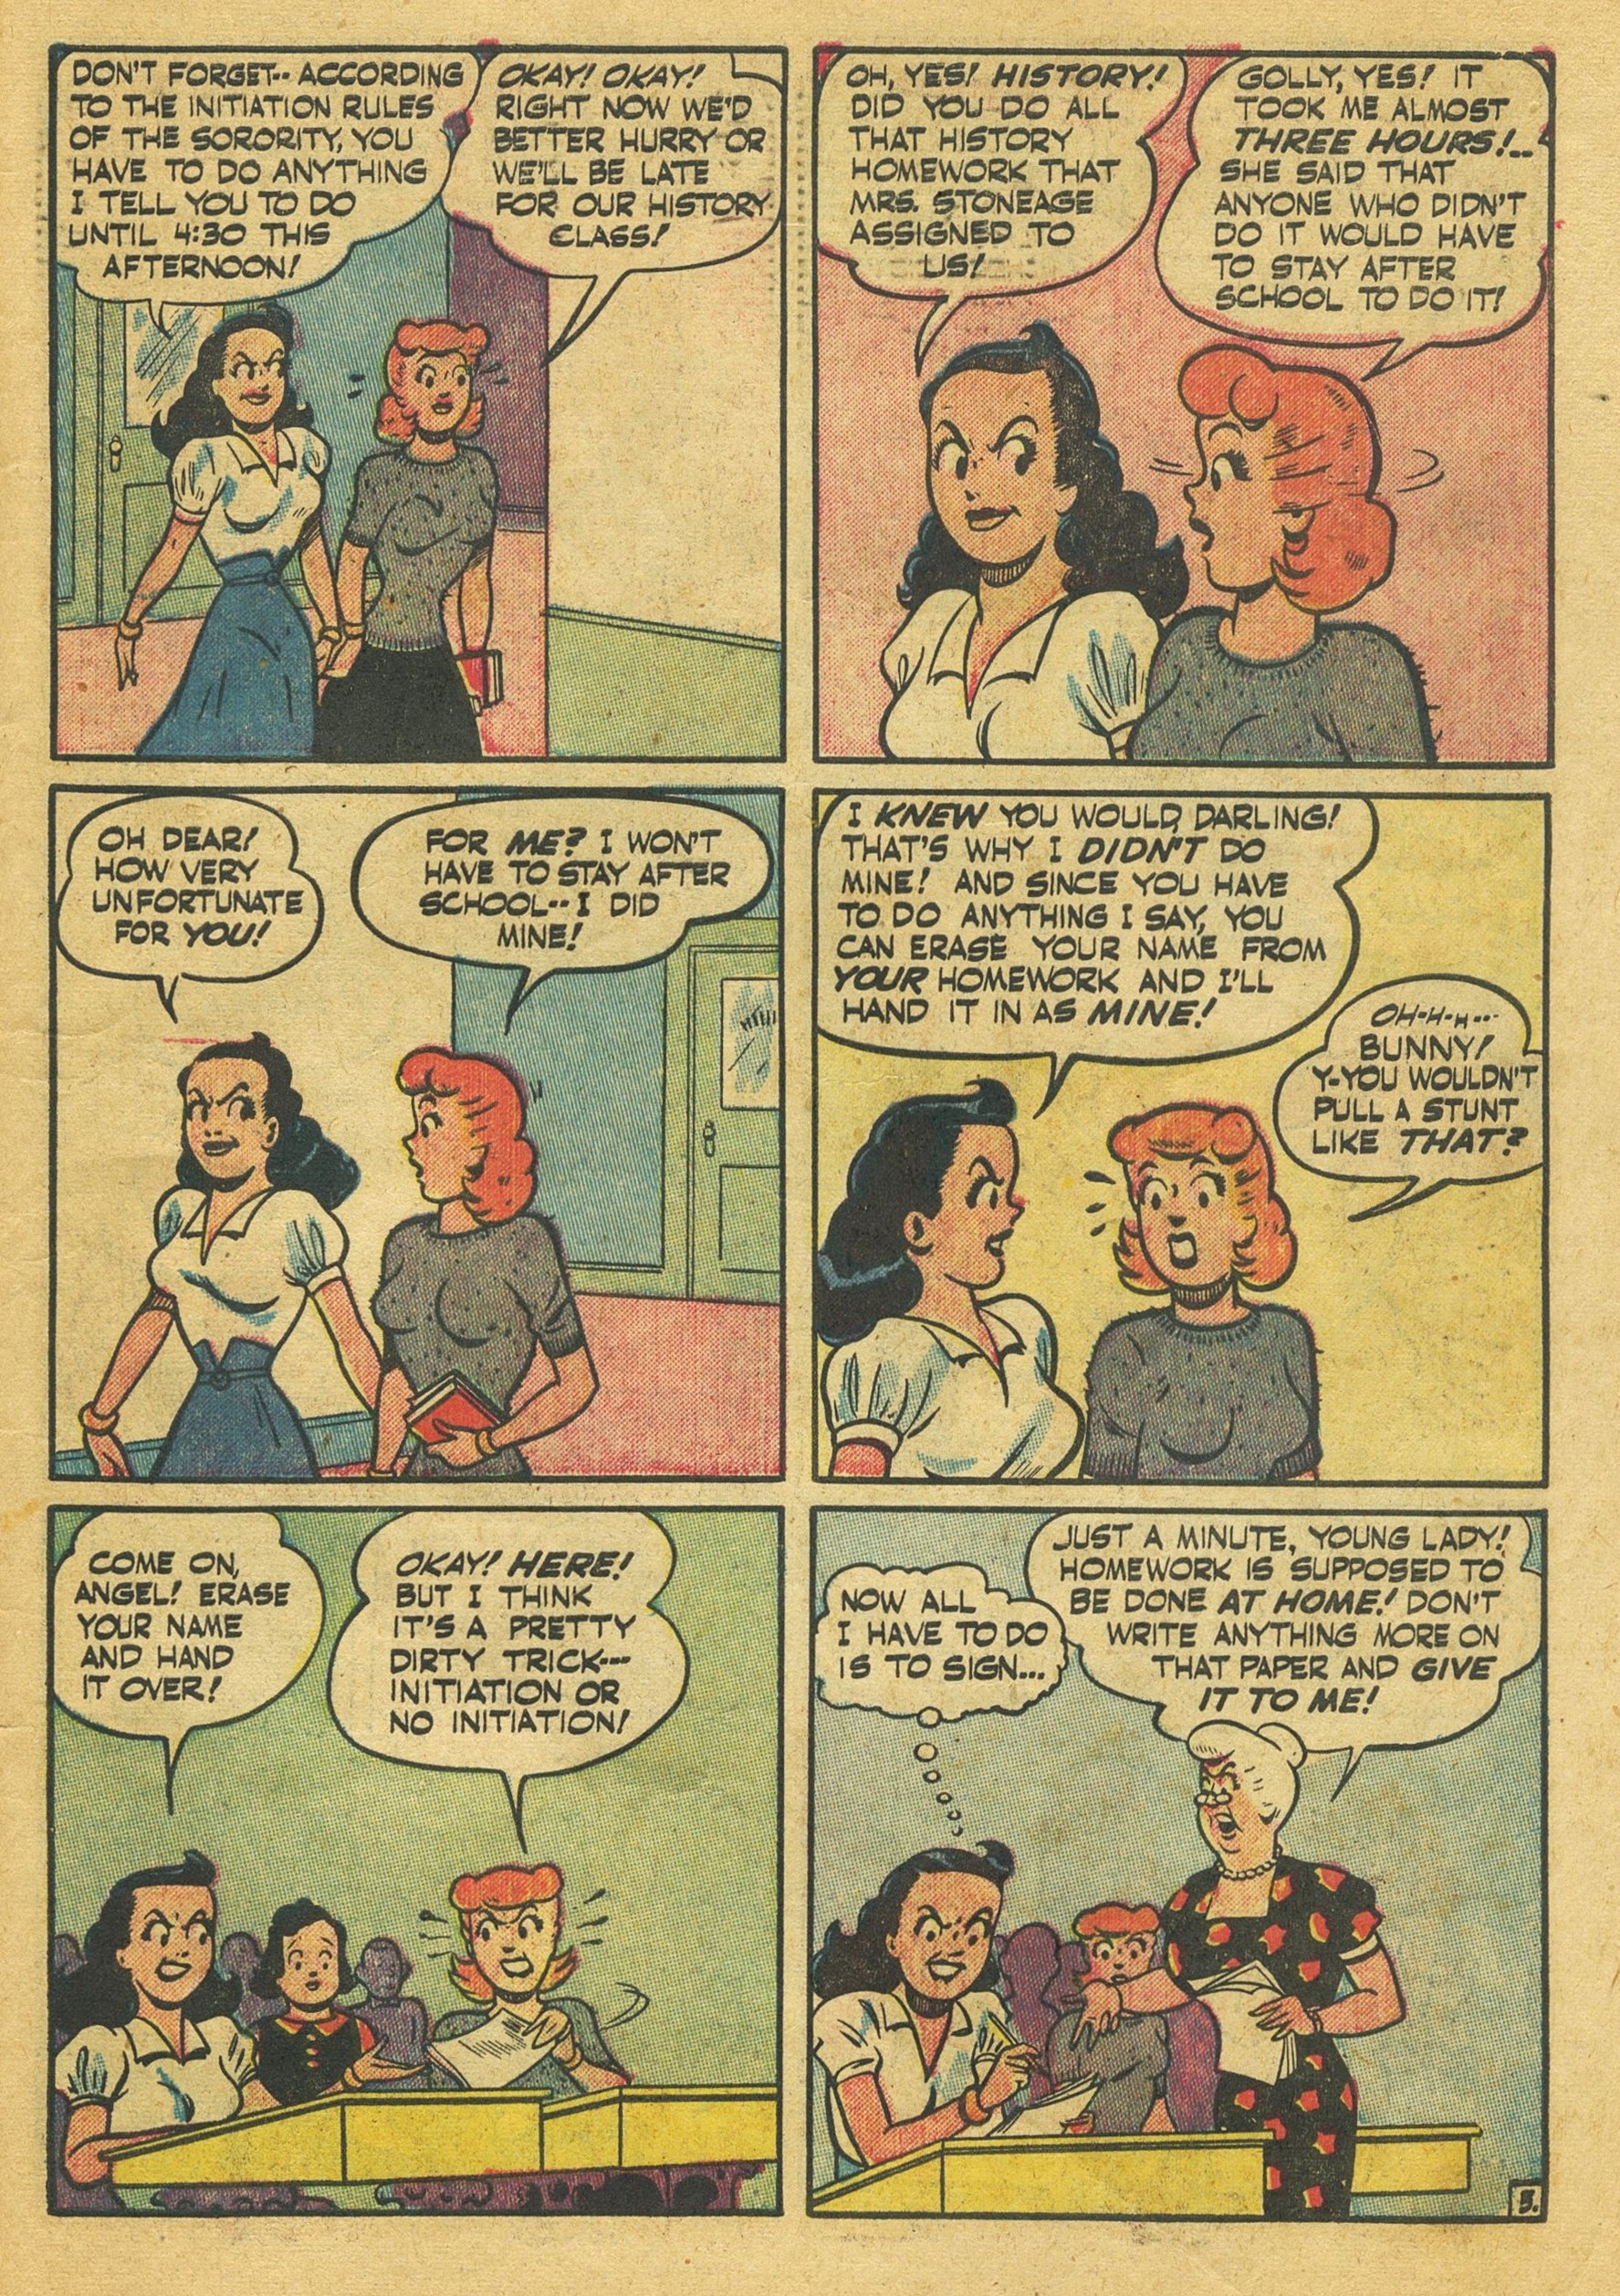 DON'T FORGET-- ACCORDING
TO THE INITIATION RULES
OF THE SORORITY, YOU
HAVE TO DO ANYTHING
I TELL YOU TO DO
UNTIL 4:30 THIS
AFTERNOON!
OKAY! OKAY!
RIGHT NOW WE'D
BETTER HURRY OR
WE'LL BE LATE
FOR OUR HISTORY
CLASS!
OH, YES! HISTORY!
DID YOU DO ALL
THAT HISTORY
HOMEWORK THAT
MRS. STONEAGE
ASSIGNED TO
US!
GOLLY, YES! IT
TOOK ME ALMOST
THREE HOURS!..
SHE SAID THAT
ANYONE WHO DIDN'T
DO IT WOULD HAVE
TO STAY AFTER
SCHOOL TO DO IT!
OH DEAR!
HOW VERY
UNFORTUNATE
FOR YOU!
FOR ME? I WON'T
HAVE TO STAY AFTER
SCHOOL-- I DID
MINE!
I KNEW YOU WOULD, DARLING!
THAT'S WHY I DIDN'T DO
MINE! AND SINCE YOU HAVE
TO DO ANYTHING I SAY, YOU
CAN ERASE YOUR NAME FROM
YOUR HOMEWORK AND I'LL
HAND IT IN AS MINE!
OH-H-H---
BUNNY!
Y-YOU WOULDN'T
PULL A STUNT
LIKE THAT?
COME ON,
ANGEL! ERASE
YOUR NAME
AND HAND
IT OVER!
OKAY! HERE!
BUT I THINK
IT'S A PRETTY
DIRTY TRICK---
INITIATION OR
NO INITIATION!
NOW ALL
I HAVE TO DO
IS TO SIGN...
JUST A MINUTE, YOUNG LADY!
HOMEWORK IS SUPPOSED TO
BE DONE AT HOME! DON'T
WRITE ANYTHING MORE ON
THAT PAPER AND GIVE
IT TO ME!
3.